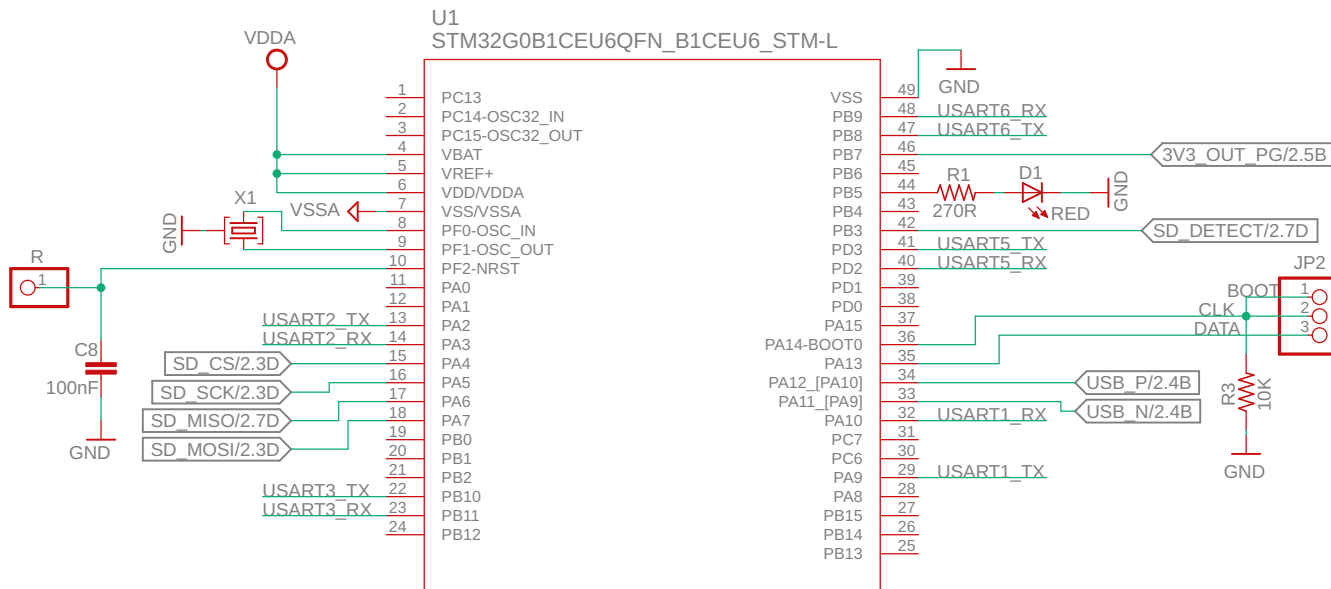 U1
STM32G0B1CEU6QFN_B1CEU6_STM-L
VDDA
1 PC13
2 PC14-OSC32_IN
3 PC15-OSC32_OUT
4 VBAT
5 VREF+
6 VDD/VDDA
VSSA 7 VSS/VSSA
X1
GND
8 PF0-OSC_IN
9 PF1-OSC_OUT
10 PF2-NRST
R
1
C8
100nF
GND
11 PA0
12 PA1
USART2_TX 13 PA2
USART2_RX 14 PA3
SD_CS/2.3D 15 PA4
SD_SCK/2.3D 16 PA5
SD_MISO/2.7D 17 PA6
SD_MOSI/2.3D 18 PA7
19 PB0
20 PB1
21 PB2
USART3_TX 22 PB10
USART3_RX 23 PB11
24 PB12
VSS 49
GND
PB9 48 USART6_RX
PB8 47 USART6_TX
PB7 46 3V3_OUT_PG/2.5B
PB6 45
PB5 44
R1
270R
D1
RED
GND
PB4 43
PB3 42 SD_DETECT/2.7D
PD3 41 USART5_TX
PD2 40 USART5_RX
PD1 39
PD0 38
PA15 37
PA14-BOOT0 36
PA13 35
JP2
BOOT 1
CLK 2
DATA 3
R3
10K
GND
PA12_[PA10] 34 USB_P/2.4B
PA11_[PA9] 33 USB_N/2.4B
PA10 32 USART1_RX
PC7 31
PC6 30
PA9 29 USART1_TX
PA8 28
PB15 27
PB14 26
PB13 25